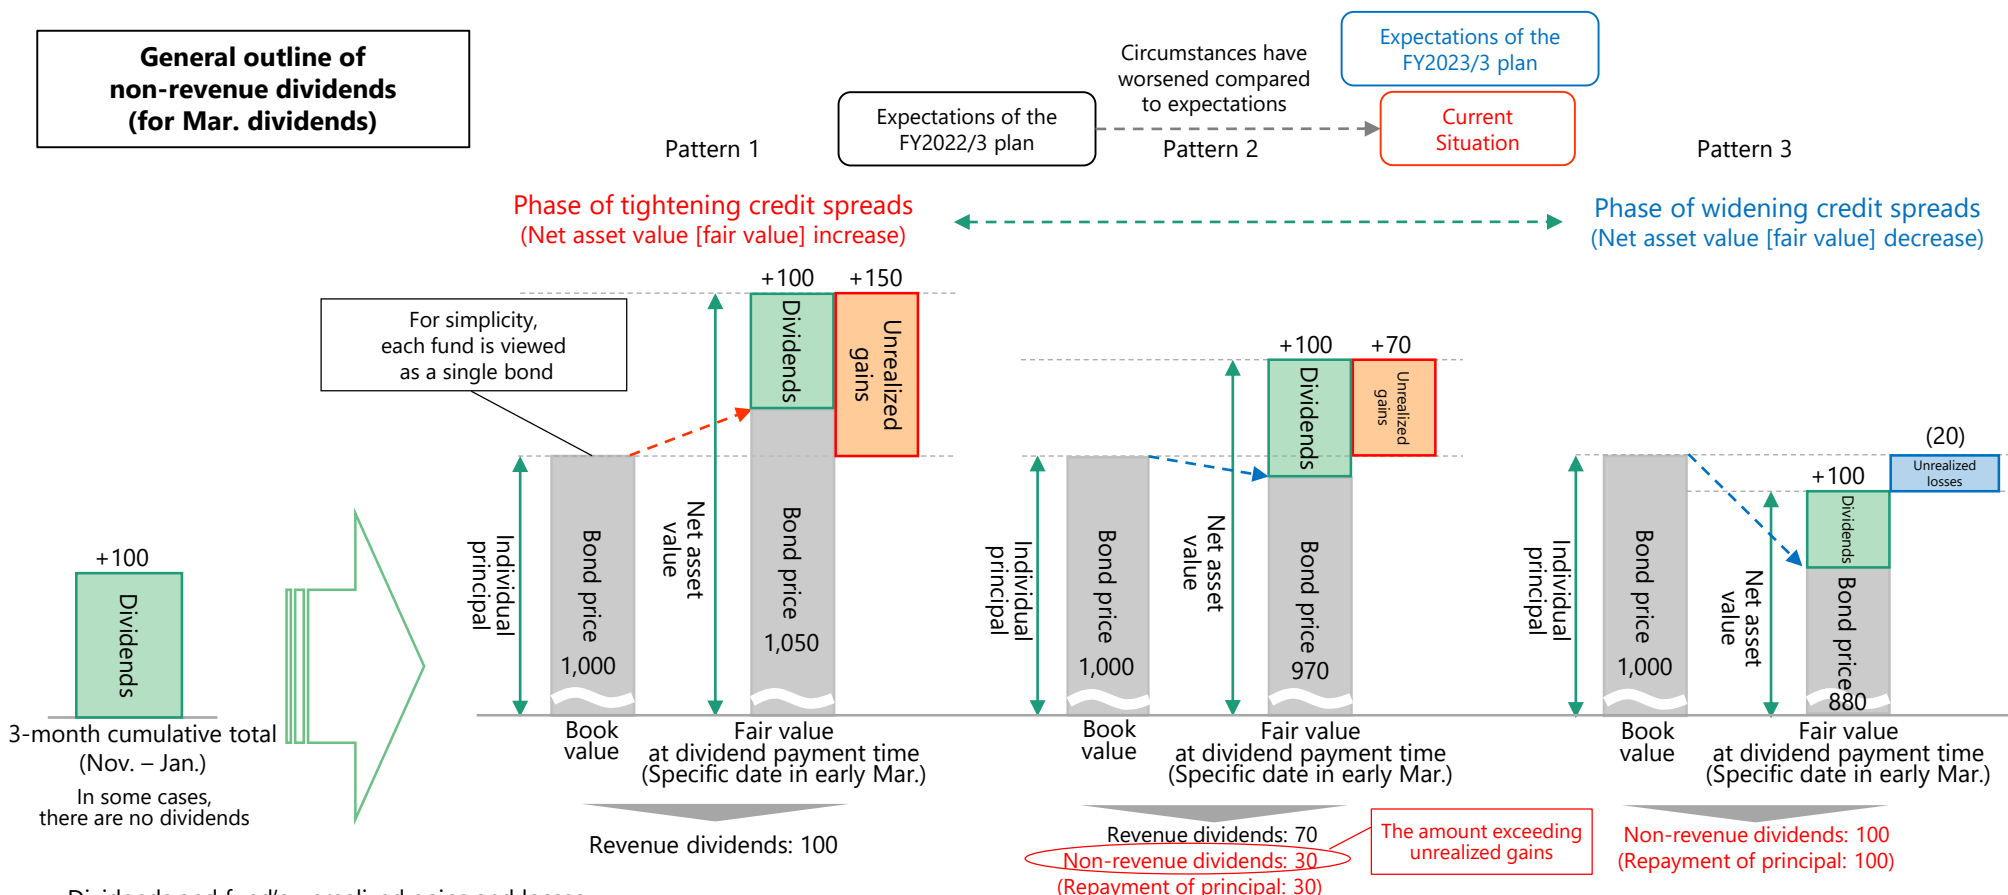 General outline of
non-revenue dividends
(for Mar. dividends)
Expectations of the
FY2022/3 plan
Circumstances have
worsened compared
to expectations
Expectations of the
FY2023/3 plan
Current
Situation
Pattern 1
Pattern 2
Pattern 3
Phase of tightening credit spreads
(Net asset value [fair value] increase)
Phase of widening credit spreads
(Net asset value [fair value] decrease)
For simplicity,
each fund is viewed
as a single bond
+100
Dividends
3-month cumulative total
(Nov. – Jan.)
In some cases,
there are no dividends
Individual
principal
Bond price
1,000
Net asset
value
+100
+150
Dividends
Unrealized
gains
Bond price
1,050
Book
value
Fair value
at dividend payment time
(Specific date in early Mar.)
Revenue dividends: 100
Individual
principal
Bond price
1,000
Net asset
value
+100
+70
Dividends
Unrealized
gains
Bond price
970
Book
value
Fair value
at dividend payment time
(Specific date in early Mar.)
Revenue dividends: 70
Non-revenue dividends: 30
(Repayment of principal: 30)
The amount exceeding
unrealized gains
Individual
principal
Bond price
1,000
Net asset
value
+100
(20)
Dividends
Unrealized
losses
Bond price
880
Book
value
Fair value
at dividend payment time
(Specific date in early Mar.)
Non-revenue dividends: 100
(Repayment of principal: 100)
Dividends and fund's unrealized gains and losses